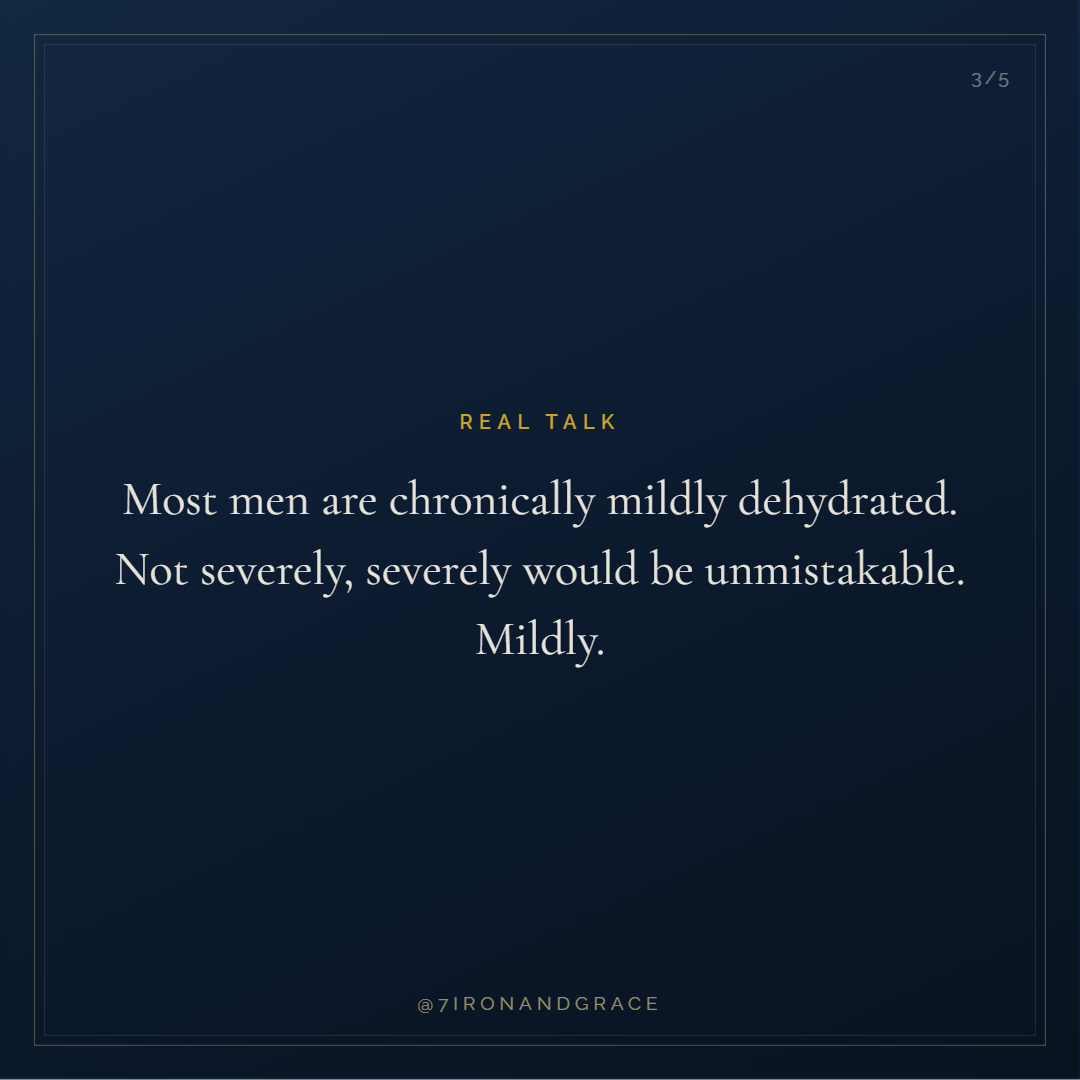 3/5
REAL TALK
Most men are chronically mildly dehydrated.
Not severely, severely would be unmistakable.
Mildly.
@7IRONANDGRACE